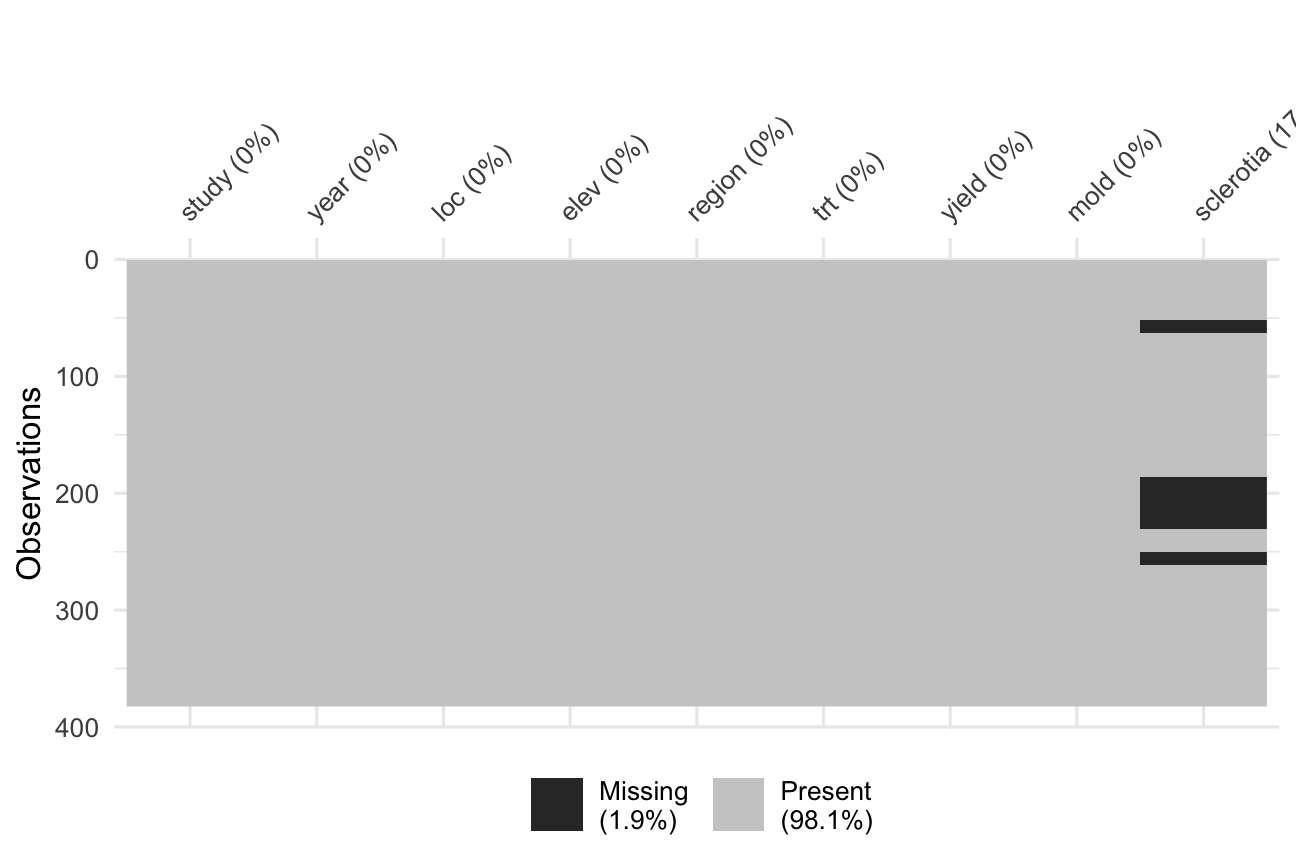 study (0%)
year (0%)
loc (0%)
elev (0%)
region (0%)
trt (0%)
yield (0%)
mold (0%)
sclerotia (17
0
100
200
300
400
Observations
Missing
(1.9%)
Present
(98.1%)